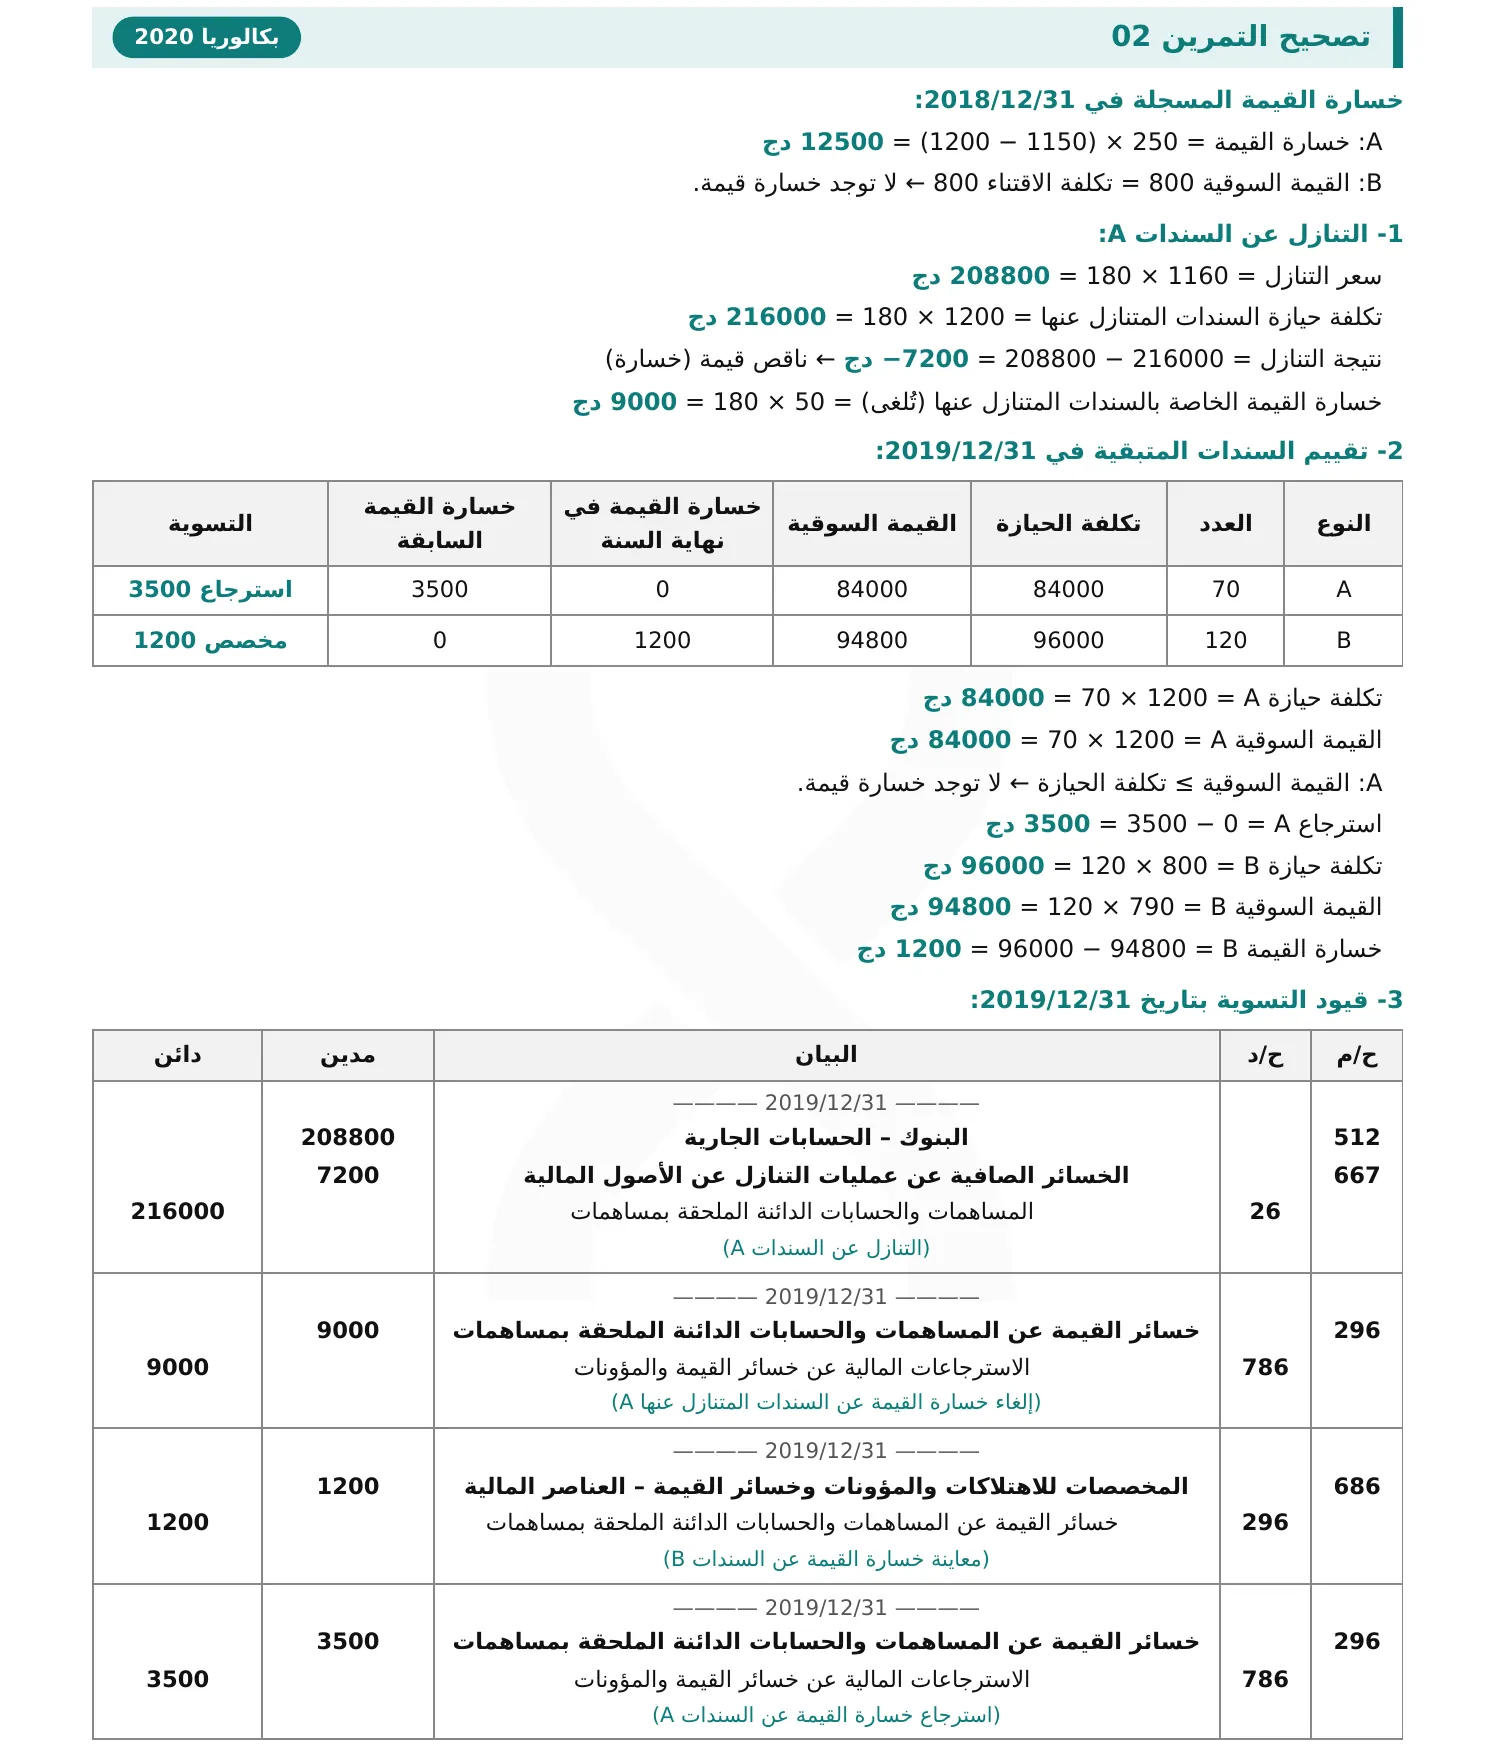 تصحيح التمرين 02
بكالوريا 2020
خسارة القيمة المسجلة في 2018/12/31:
A: خسارة القيمة = 250 × (1150 − 1200) = 12500 دج
B: القيمة السوقية 800 = تكلفة الاقتناء 800 ← لا توجد خسارة قيمة.
1- التنازل عن السندات A:
سعر التنازل = 1160 × 180 = 208800 دج
تكلفة حيازة السندات المتنازل عنها = 1200 × 180 = 216000 دج
نتيجة التنازل = 216000 − 208800 = 7200− دج ← ناقص قيمة (خسارة)
خسارة القيمة الخاصة بالسندات المتنازل عنها (تُلغى) = 50 × 180 = 9000 دج
2- تقييم السندات المتبقية في 2019/12/31:
النوع العدد تكلفة الحيازة القيمة السوقية خسارة القيمة في نهاية السنة خسارة القيمة السابقة التسوية
A 70 84000 84000 0 3500 استرجاع 3500
B 120 96000 94800 1200 0 مخصص 1200
تكلفة حيازة A = 1200 × 70 = 84000 دج
القيمة السوقية A = 1200 × 70 = 84000 دج
A: القيمة السوقية ≥ تكلفة الحيازة ← لا توجد خسارة قيمة.
استرجاع A = 0 − 3500 = 3500 دج
تكلفة حيازة B = 800 × 120 = 96000 دج
القيمة السوقية B = 790 × 120 = 94800 دج
خسارة القيمة B = 94800 − 96000 = 1200 دج
3- قيود التسوية بتاريخ 2019/12/31:
ح/م ح/د البيان مدين دائن
———— 2019/12/31 ————
512 البنوك – الحسابات الجارية 208800
667 الخسائر الصافية عن عمليات التنازل عن الأصول المالية 7200
26 المساهمات والحسابات الدائنة الملحقة بمساهمات 216000
(التنازل عن السندات A)
———— 2019/12/31 ————
296 خسائر القيمة عن المساهمات والحسابات الدائنة الملحقة بمساهمات 9000
786 الاسترجاعات المالية عن خسائر القيمة والمؤونات 9000
(إلغاء خسارة القيمة عن السندات المتنازل عنها A)
———— 2019/12/31 ————
686 المخصصات للاهتلاكات والمؤونات وخسائر القيمة – العناصر المالية 1200
296 خسائر القيمة عن المساهمات والحسابات الدائنة الملحقة بمساهمات 1200
(معاينة خسارة القيمة عن السندات B)
———— 2019/12/31 ————
296 خسائر القيمة عن المساهمات والحسابات الدائنة الملحقة بمساهمات 3500
786 الاسترجاعات المالية عن خسائر القيمة والمؤونات 3500
(استرجاع خسارة القيمة عن السندات A)